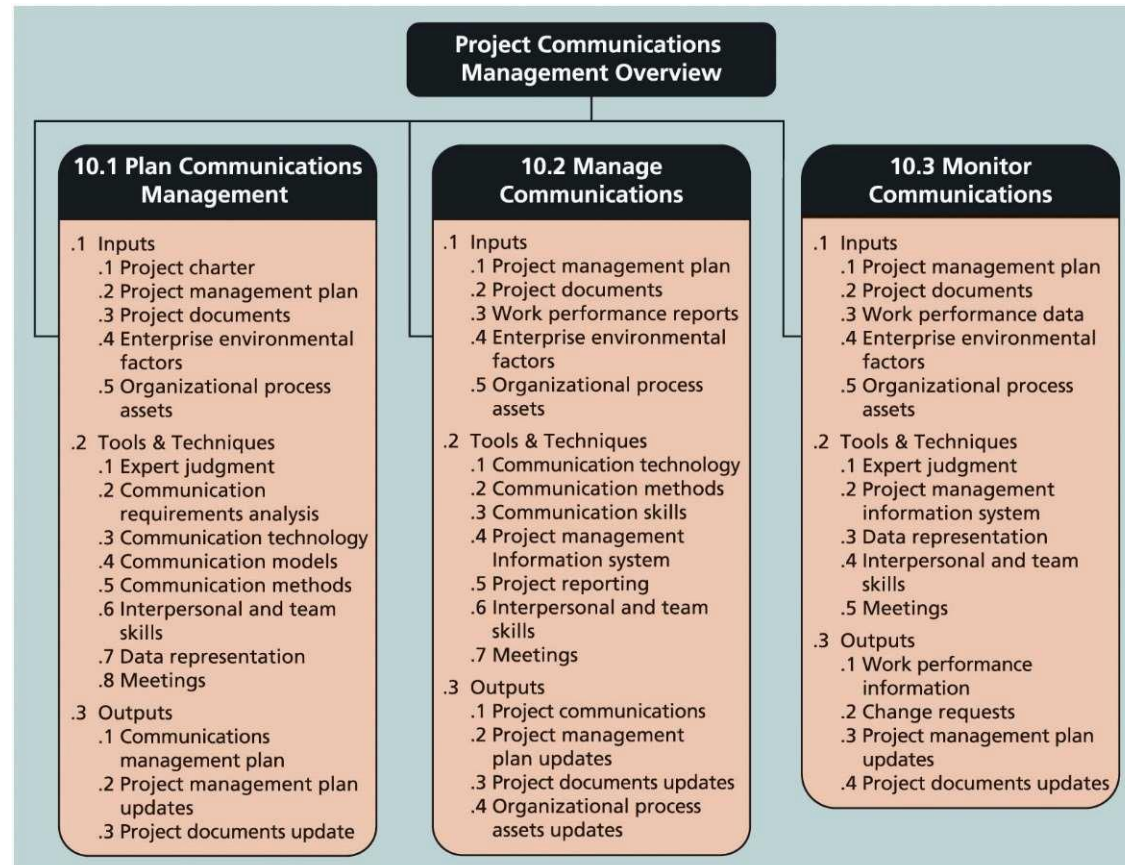 Project Communications
Management Overview
10.1 Plan Communications
Management
.1 Inputs
.1 Project charter
.2 Project management plan
.3 Project documents
.4 Enterprise environmental
factors
.5 Organizational process
assets
.2 Tools & Techniques
.1 Expert judgment
.2 Communication
requirements analysis
.3 Communication technology
.4 Communication models
.5 Communication methods
.6 Interpersonal and team
skills
.7 Data representation
.8 Meetings
.3 Outputs
.1 Communications
management plan
.2 Project management plan
updates
.3 Project documents update
10.2 Manage
Communications
.1 Inputs
.1 Project management plan
.2 Project documents
.3 Work performance reports
.4 Enterprise environmental
factors
.5 Organizational process
assets
.2 Tools & Techniques
.1 Communication technology
.2 Communication methods
.3 Communication skills
.4 Project management
Information system
.5 Project reporting
.6 Interpersonal and team
skills
.7 Meetings
.3 Outputs
.1 Project communications
.2 Project management
plan updates
.3 Project documents updates
.4 Organizational process
assets updates
10.3 Monitor
Communications
.1 Inputs
.1 Project management plan
.2 Project documents
.3 Work performance data
.4 Enterprise environmental
factors
.5 Organizational process
assets
.2 Tools & Techniques
.1 Expert judgment
.2 Project management
information system
.3 Data representation
.4 Interpersonal and team
skills
.5 Meetings
.3 Outputs
.1 Work performance
information
.2 Change requests
.3 Project management plan
updates
.4 Project documents updates